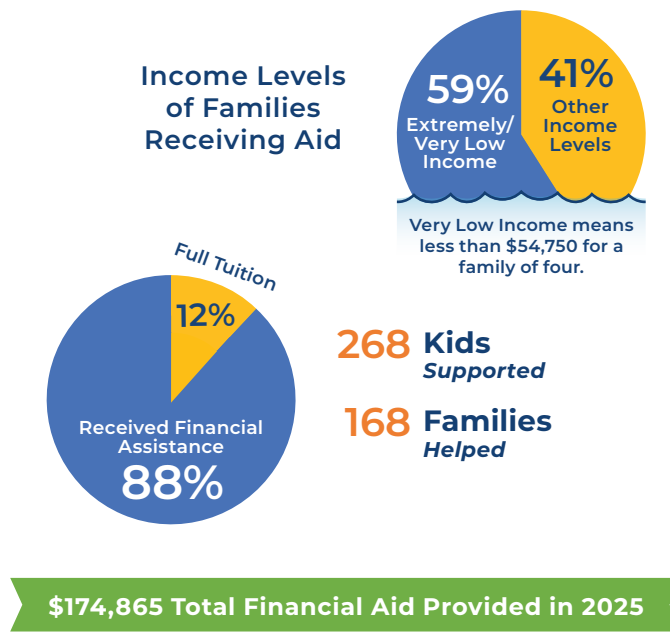 Income Levels
of Families
Receiving Aid
59%
Extremely/
Very Low
Income
41%
Other
Income
Levels
Very Low Income means
less than $54,750 for a
family of four.
Full Tuition
12%
Received Financial
Assistance
88%
268 Kids
Supported
168 Families
Helped
$174,865 Total Financial Aid Provided in 2025